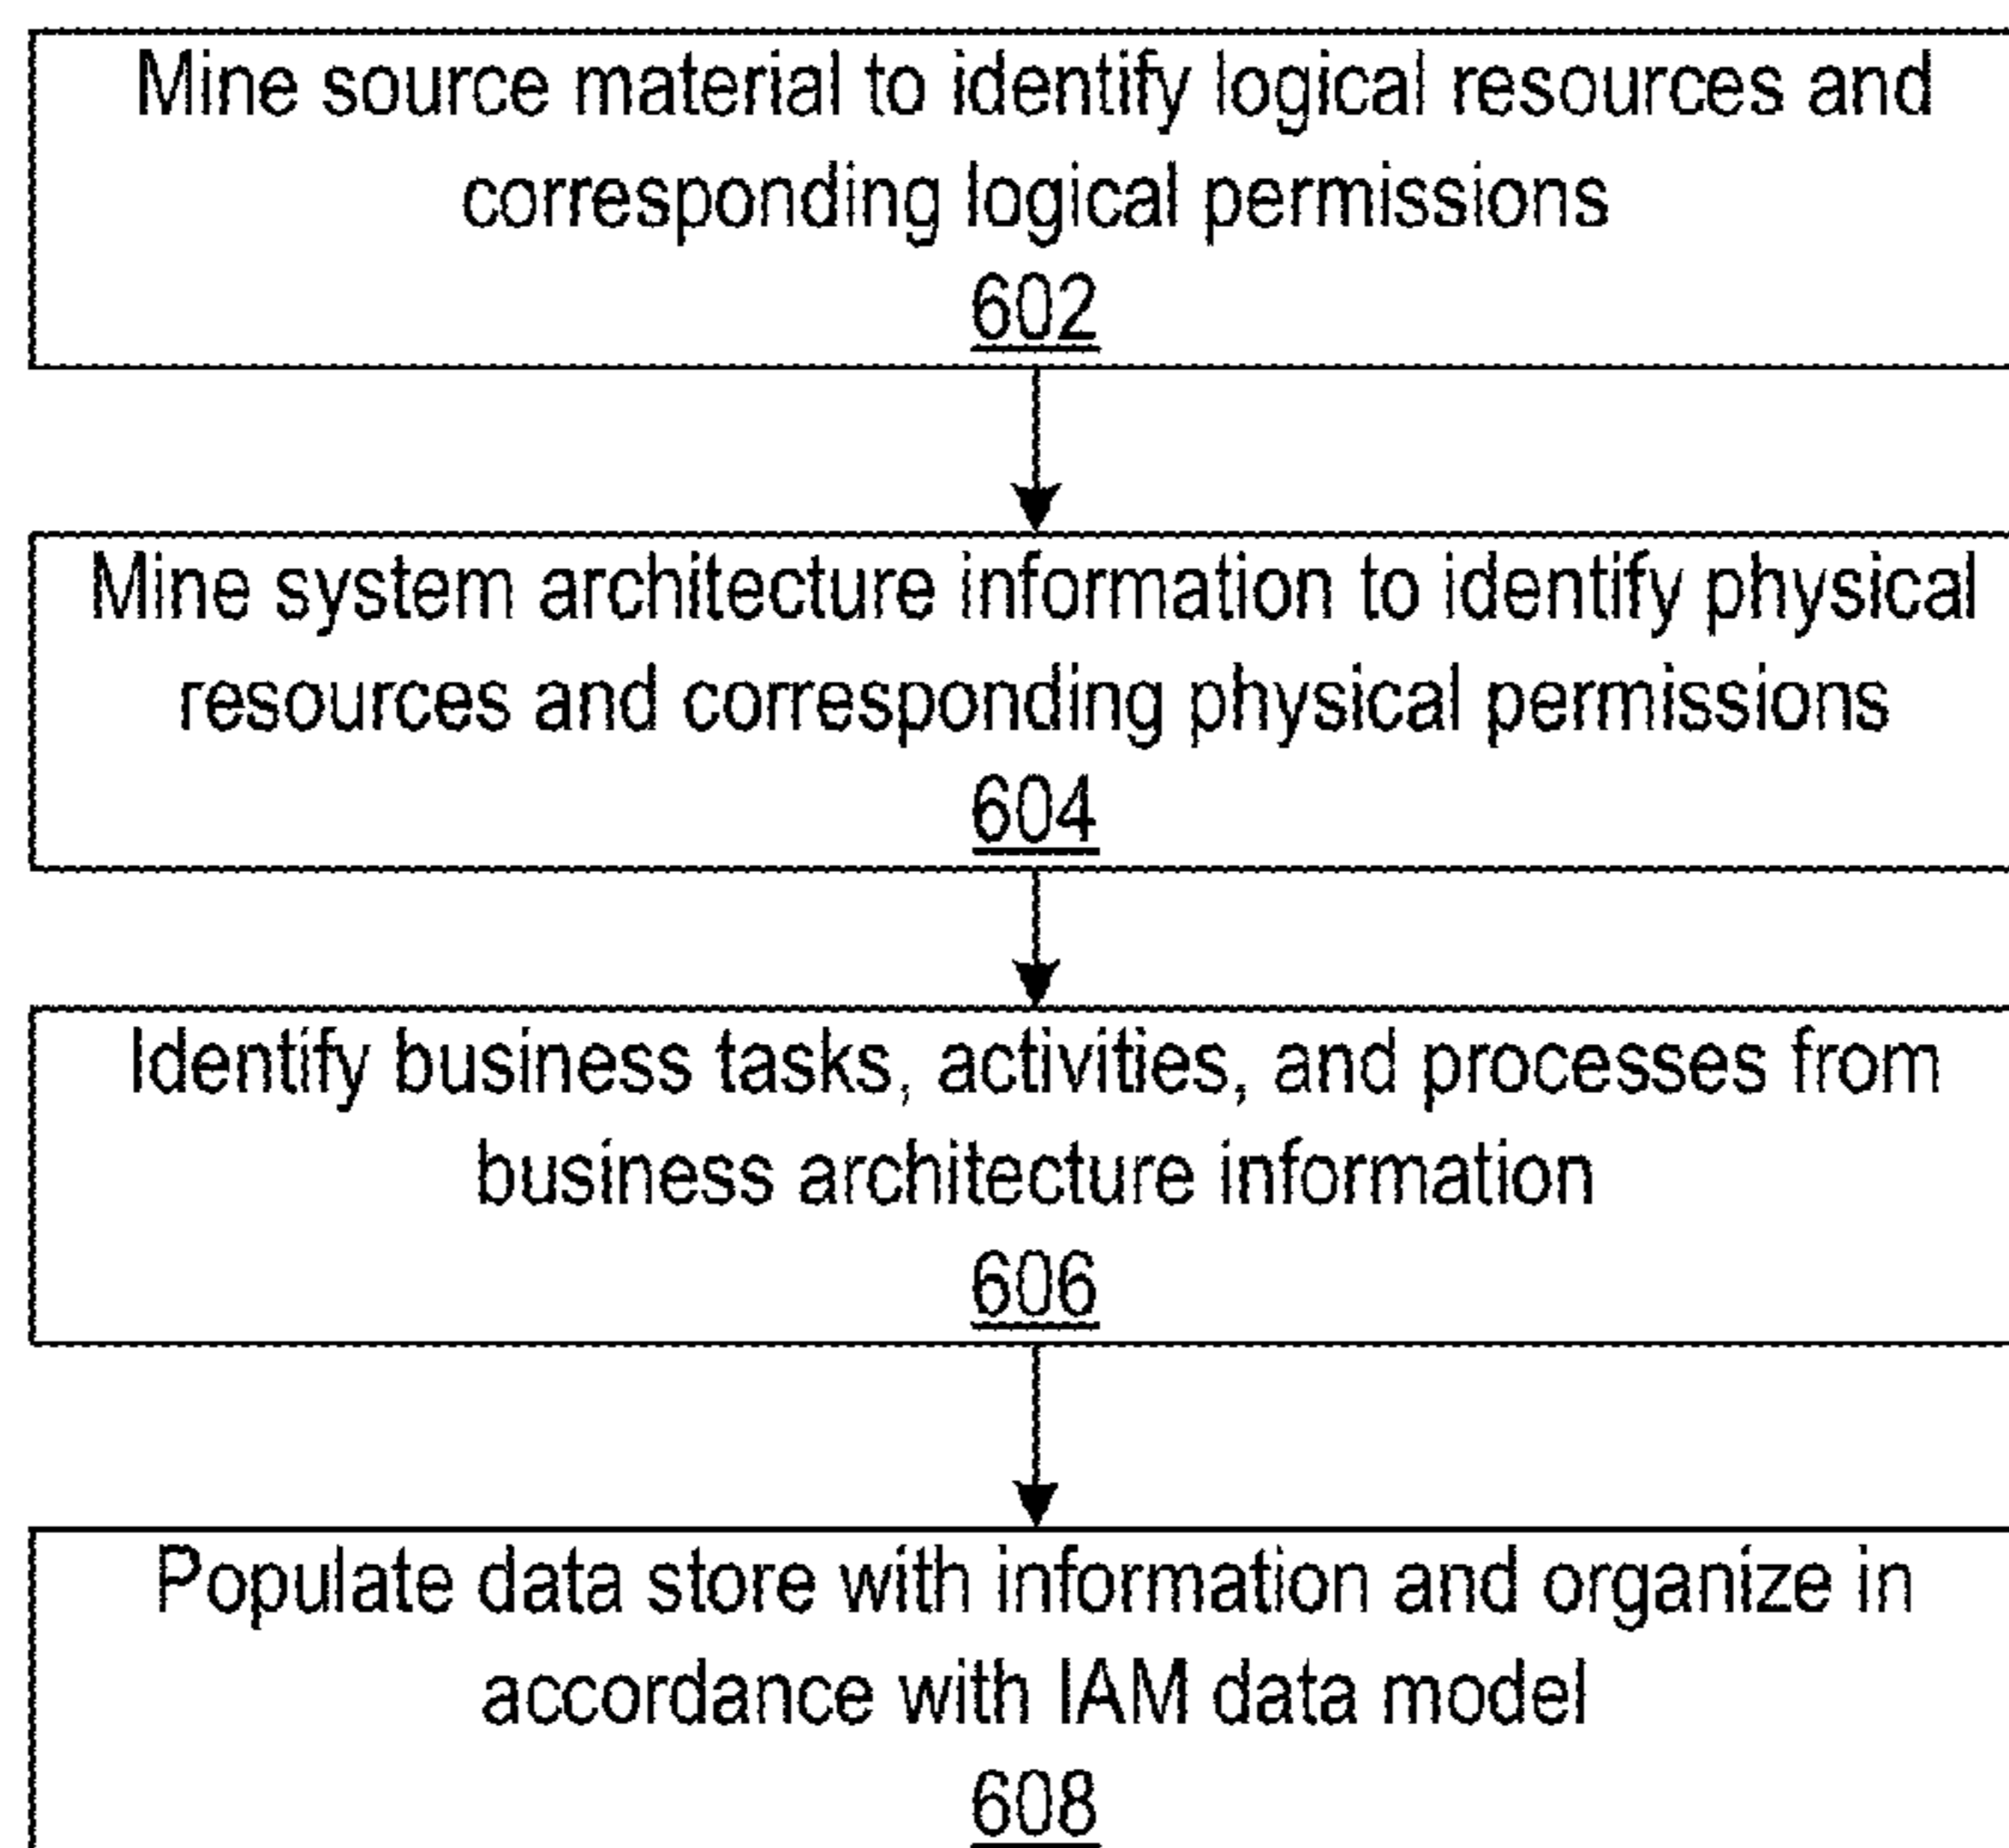 Mine source material to identify logical resources and
corresponding logical permissions
602
Mine system architecture information to identify physical
resources and corresponding physical permissions
604
Identify business tasks, activities, and processes from
business architecture information
606
Populate data store with information and organize in
accordance with IAM data model
608